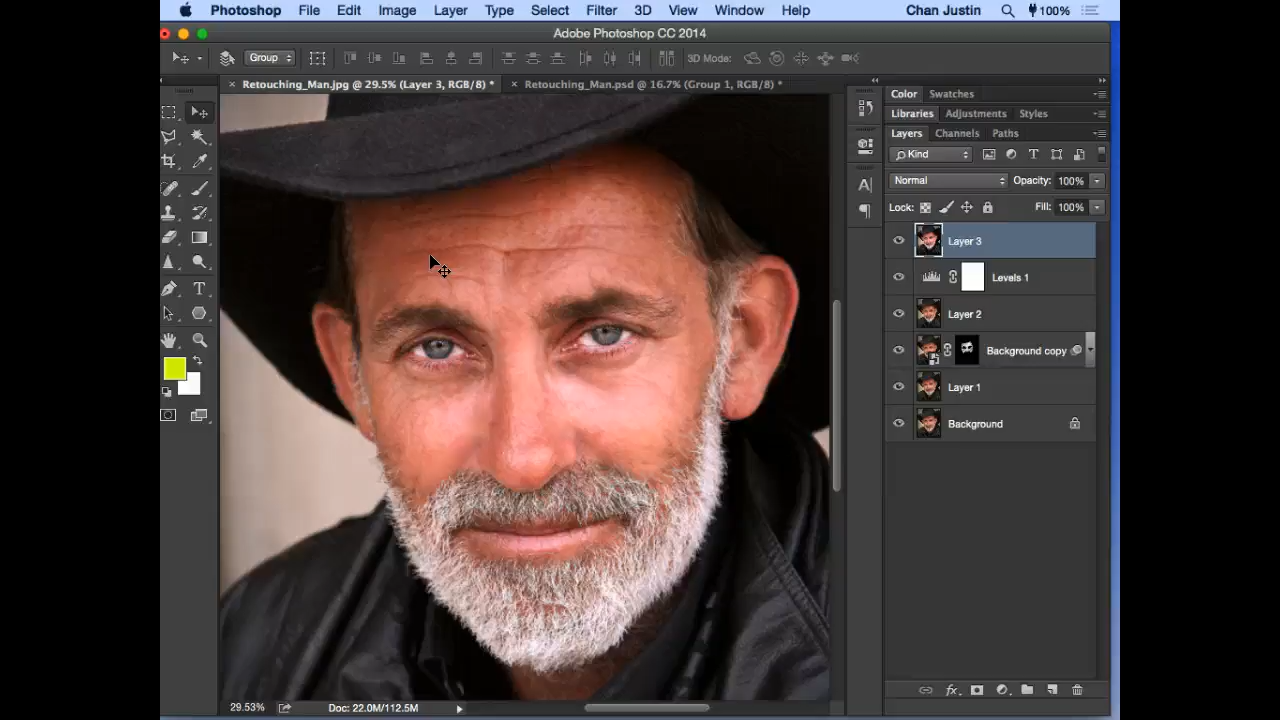 Photoshop File Edit Image Layer Type Select Filter 3D View Window Help Chan Justin 100%
Adobe Photoshop CC 2014
Group 3D Mode:
× Retouching_Man.jpg @ 29.5% (Layer 3, RGB/8) * × Retouching_Man.psd @ 16.7% (Group 1, RGB/8) *
Color Swatches
Libraries Adjustments Styles
Layers Channels Paths
Kind
Normal Opacity: 100%
Lock: Fill: 100%
Layer 3
Levels 1
Layer 2
Background copy
Layer 1
Background
29.53% Doc: 22.0M/112.5M